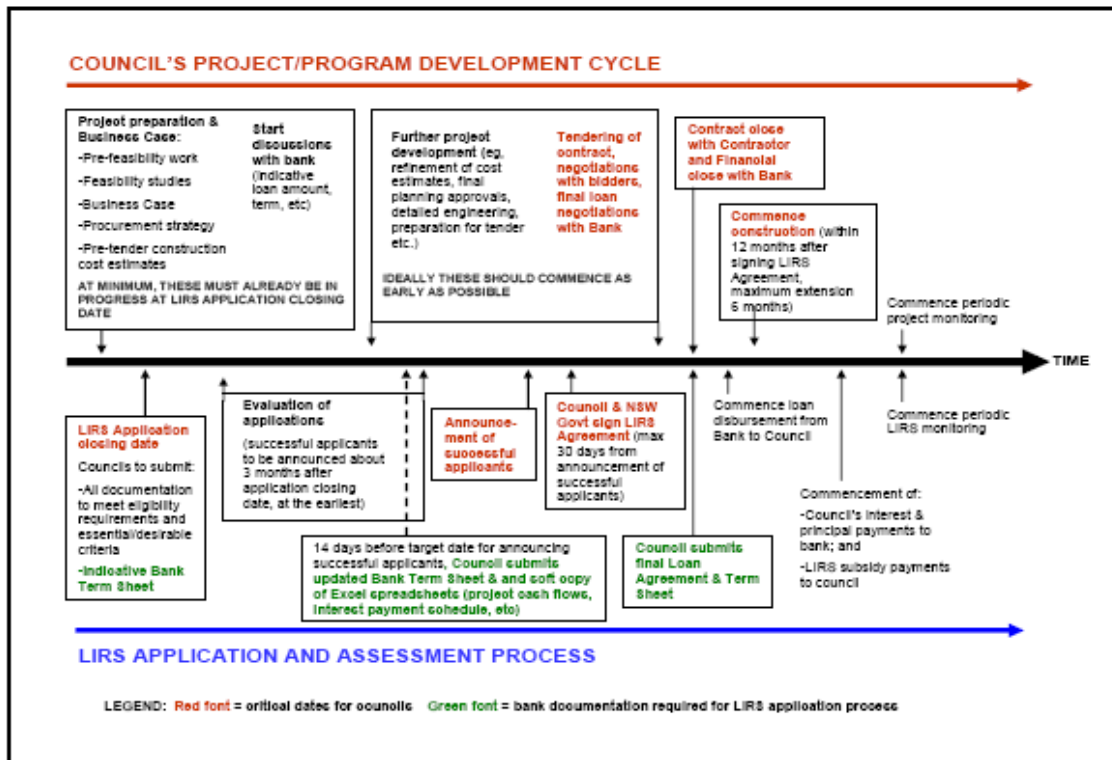 COUNCIL'S PROJECT/PROGRAM DEVELOPMENT CYCLE
Project preparation &
Business Case:
-Pre-feasibility work
-Feasibility studies
-Business Case
-Procurement strategy
-Pre-tender construction
cost estimates
Start
discussions
with bank
(indicative
loan amount,
term, etc)
AT MINIMUM, THESE MUST ALREADY BE IN
PROGRESS AT LIRS APPLICATION CLOSING
DATE
Further project
development (eg,
refinement of cost
estimates, final
planning approvals,
detailed engineering,
preparation for tender
etc.)
Tendering of
contract,
negotiations
with bidders,
final loan
negotiations
with Bank
IDEALLY THESE SHOULD COMMENCE AS
EARLY AS POSSIBLE
Contract close
with Contractor
and Financial
close with Bank
Commence
construction (within
12 months after
signing LIRS
Agreement,
maximum extension
6 months)
Commence periodic
project monitoring
TIME
LIRS Application
closing date
Councils to submit:
-All documentation
to meet eligibility
requirements and
essential/desirable
criteria
-Indicative Bank
Term Sheet
Evaluation of
applications
(successful applicants
to be announced about
3 months after
application closing
date, at the earliest)
14 days before target date for announcing
successful applicants, Council submits
updated Bank Term Sheet & and soft copy
of Excel spreadsheets (project cash flows,
interest payment schedule, etc)
Announce-
ment of
successful
applicants
Council & NSW
Govt sign LIRS
Agreement (max
30 days from
announcement of
successful
applicants)
Council submits
final Loan
Agreement & Term
Sheet
Commence loan
disbursement from
Bank to Council
Commencement of:
-Council's interest &
principal payments to
bank; and
-LIRS subsidy payments
to council
Commence periodic
LIRS monitoring
LIRS APPLICATION AND ASSESSMENT PROCESS
LEGEND: Red font = critical dates for councils Green font = bank documentation required for LIRS application process